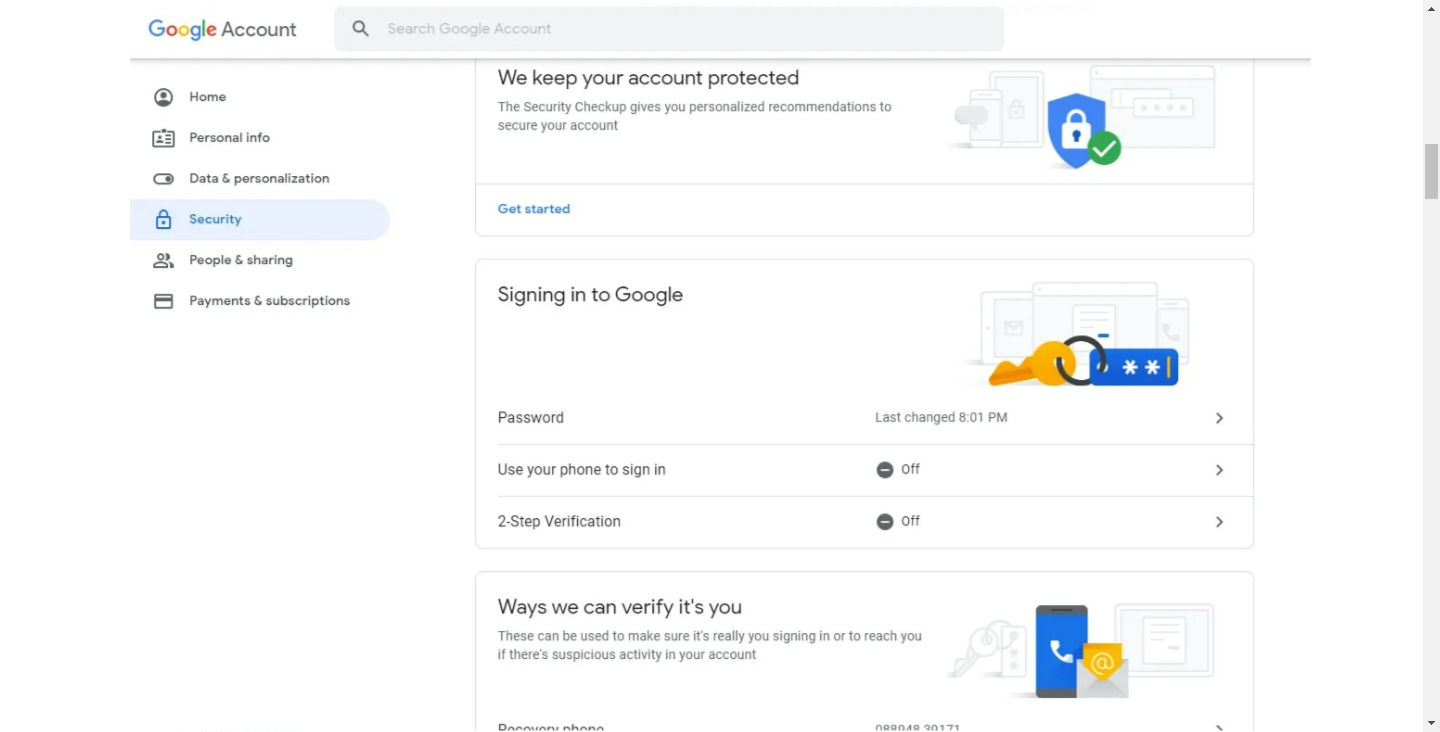 Google Account
Search Google Account
Home
Personal info
Data & personalization
Security
People & sharing
Payments & subscriptions
We keep your account protected
The Security Checkup gives you personalized recommendations to
secure your account
Get started
Signing in to Google
**
Password
Last changed 8:01 PM
Use your phone to sign in
Off
2-Step Verification
Off
Ways we can verify it's you
These can be used to make sure it's really you signing in or to reach you
if there's suspicious activity in your account
@
Recovery phone
088948 39171